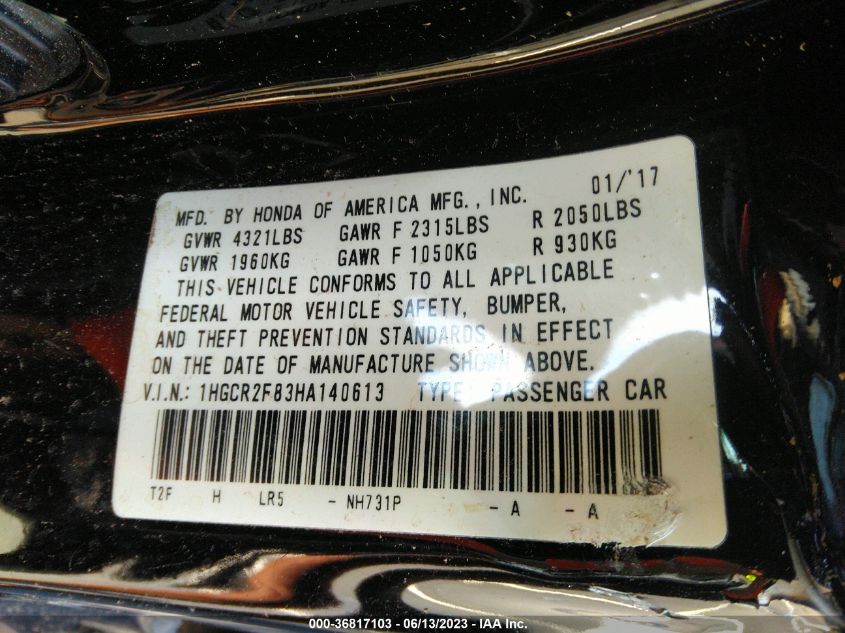 MFD. BY HONDA OF AMERICA MFG., INC. 01/'17
GVWR 4321LBS GAWR F 2315LBS R 2050LBS
GVWR 1960KG GAWR F 1050KG R 930KG
THIS VEHICLE CONFORMS TO ALL APPLICABLE
FEDERAL MOTOR VEHICLE SAFETY, BUMPER,
AND THEFT PREVENTION STANDARDS IN EFFECT
ON THE DATE OF MANUFACTURE SHOWN ABOVE.
V.I.N.: 1HGCR2F83HA140613 TYPE: PASSENGER CAR
T2F H LR5 - NH731P - A - A
000-36817103 - 06/13/2023 - IAA Inc.